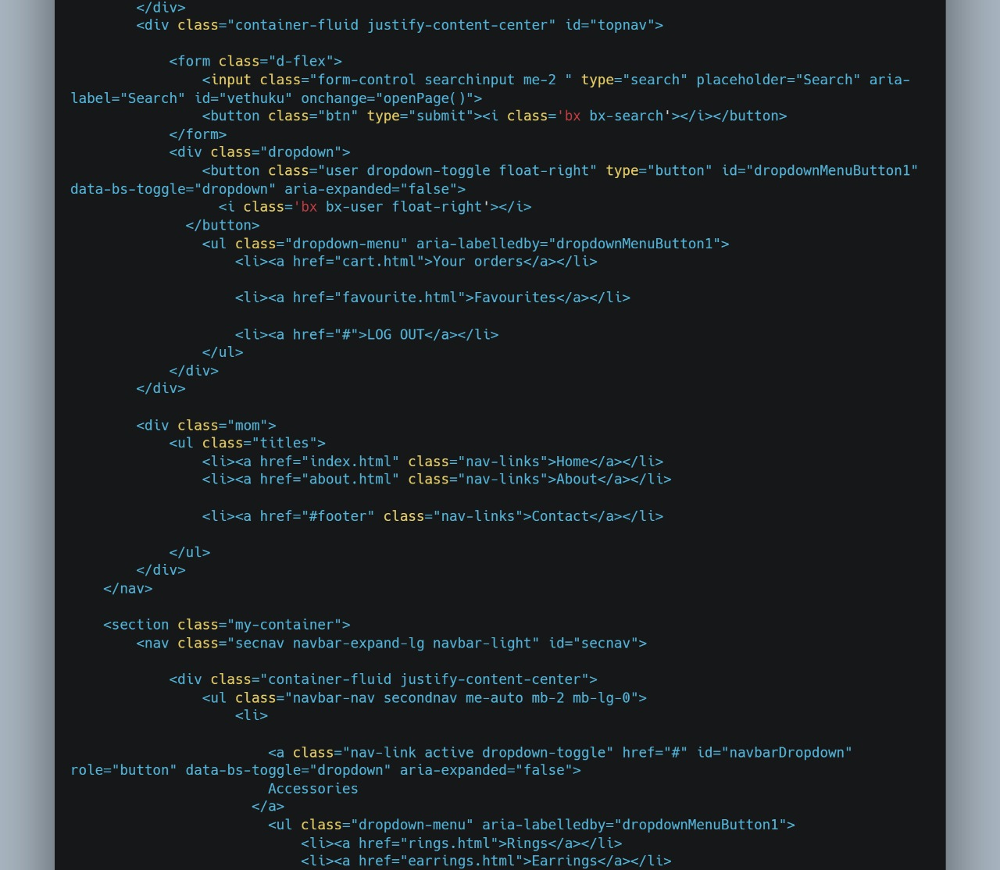 </div>
<div class="container-fluid justify-content-center" id="topnav">
<form class="d-flex">
<input class="form-control searchinput me-2 " type="search" placeholder="Search" aria-
label="Search" id="vethuku" onchange="openPage()">
<button class="btn" type="submit"><i class='bx bx-search'></i></button>
</form>
<div class="dropdown">
<button class="user dropdown-toggle float-right" type="button" id="dropdownMenuButton1"
data-bs-toggle="dropdown" aria-expanded="false">
<i class='bx bx-user float-right'></i>
</button>
<ul class="dropdown-menu" aria-labelledby="dropdownMenuButton1">
<li><a href="cart.html">Your orders</a></li>
<li><a href="favourite.html">Favourites</a></li>
<li><a href="#">LOG OUT</a></li>
</ul>
</div>
</div>
<div class="mom">
<ul class="titles">
<li><a href="index.html" class="nav-links">Home</a></li>
<li><a href="about.html" class="nav-links">About</a></li>
<li><a href="#footer" class="nav-links">Contact</a></li>
</ul>
</div>
</nav>
<section class="my-container">
<nav class="secnav navbar-expand-lg navbar-light" id="secnav">
<div class="container-fluid justify-content-center">
<ul class="navbar-nav secondnav me-auto mb-2 mb-lg-0">
<li>
<a class="nav-link active dropdown-toggle" href="#" id="navbarDropdown"
role="button" data-bs-toggle="dropdown" aria-expanded="false">
Accessories
</a>
<ul class="dropdown-menu" aria-labelledby="dropdownMenuButton1">
<li><a href="rings.html">Rings</a></li>
<li><a href="earrings.html">Earrings</a></li>